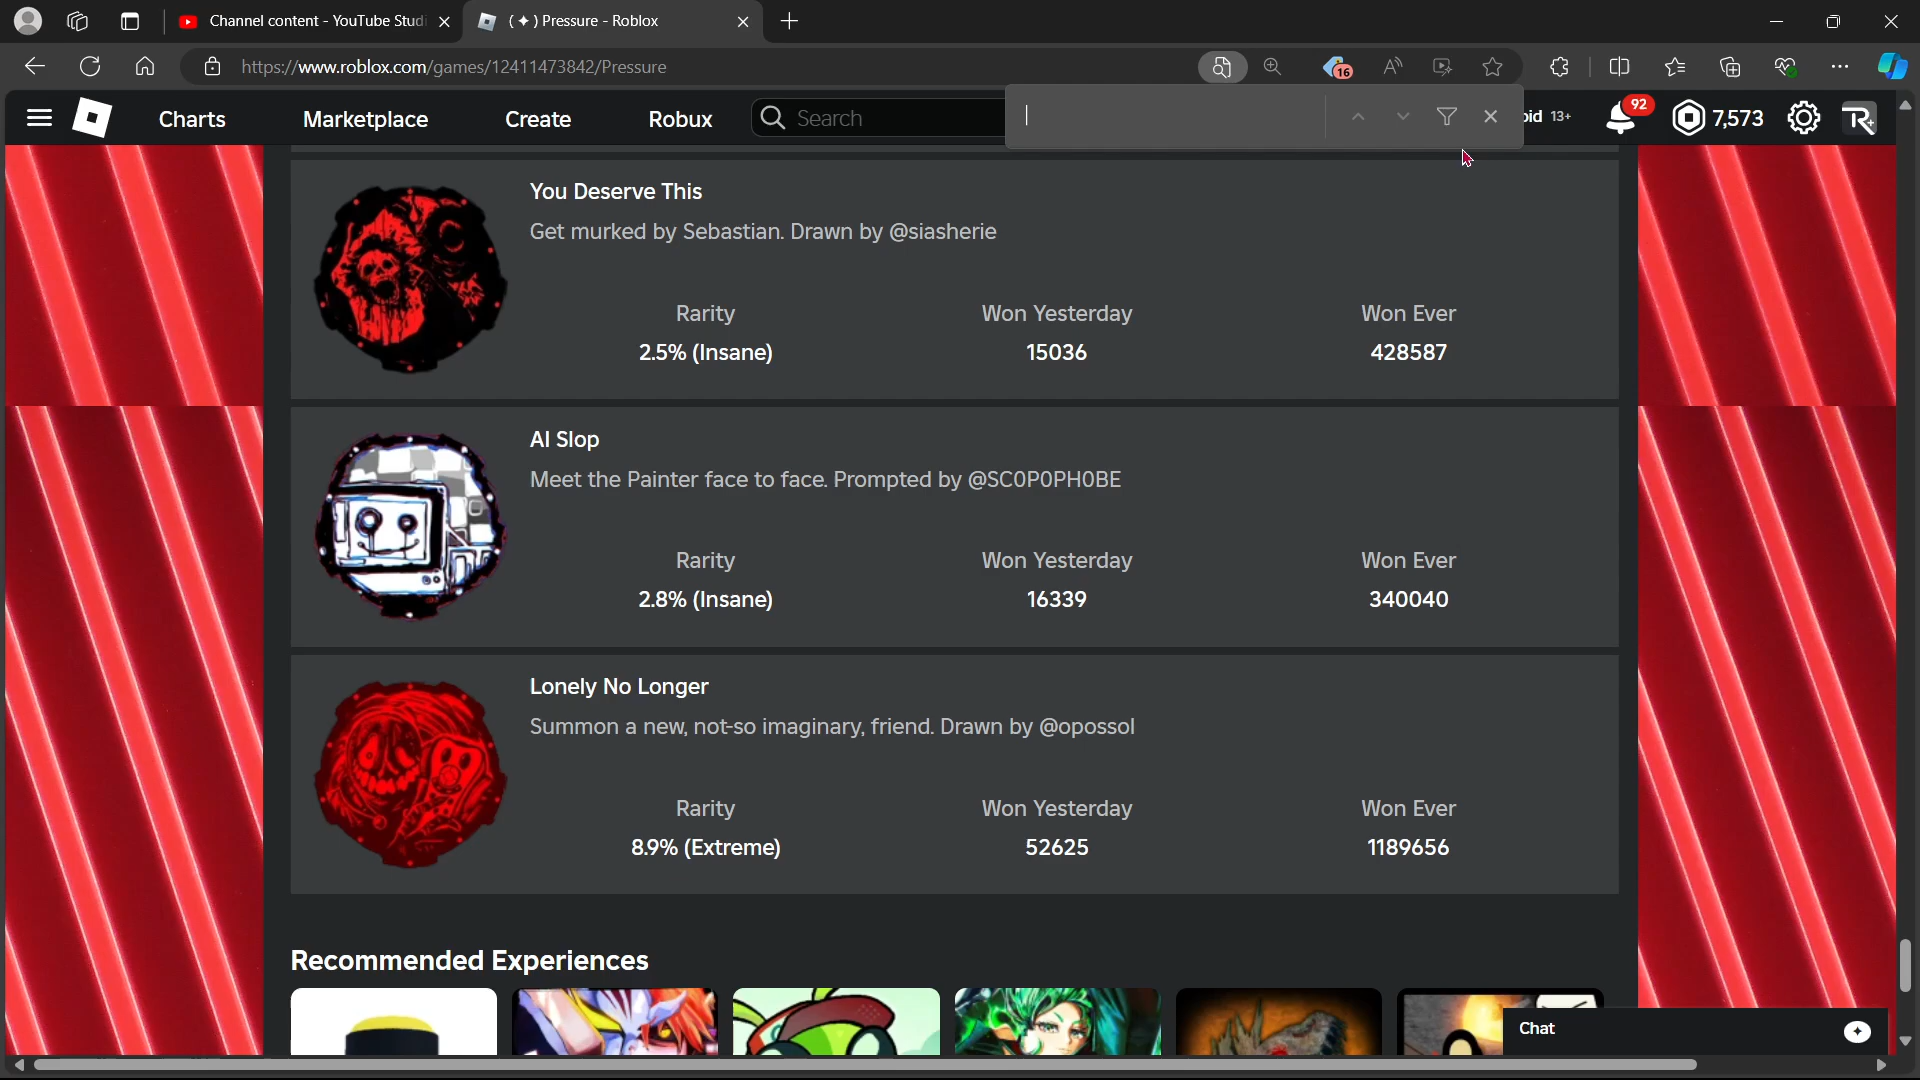 Channel content - YouTube Studi
( ✦ ) Pressure - Roblox
https://www.roblox.com/games/12411473842/Pressure
16
Charts
Marketplace
Create
Robux
Search
oid 13+
92
7,573
You Deserve This
Get murked by Sebastian. Drawn by @siasherie
Rarity Won Yesterday Won Ever
2.5% (Insane) 15036 428587
AI Slop
Meet the Painter face to face. Prompted by @SC0P0PH0BE
Rarity Won Yesterday Won Ever
2.8% (Insane) 16339 340040
Lonely No Longer
Summon a new, not-so imaginary, friend. Drawn by @opossol
Rarity Won Yesterday Won Ever
8.9% (Extreme) 52625 1189656
Recommended Experiences
Chat